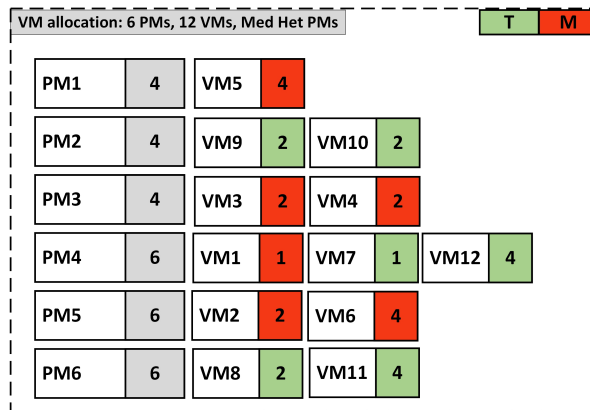 VM allocation: 6 PMs, 12 VMs, Med Het PMs T M
PM1 4 VM5 4
PM2 4 VM9 2 VM10 2
PM3 4 VM3 2 VM4 2
PM4 6 VM1 1 VM7 1 VM12 4
PM5 6 VM2 2 VM6 4
PM6 6 VM8 2 VM11 4